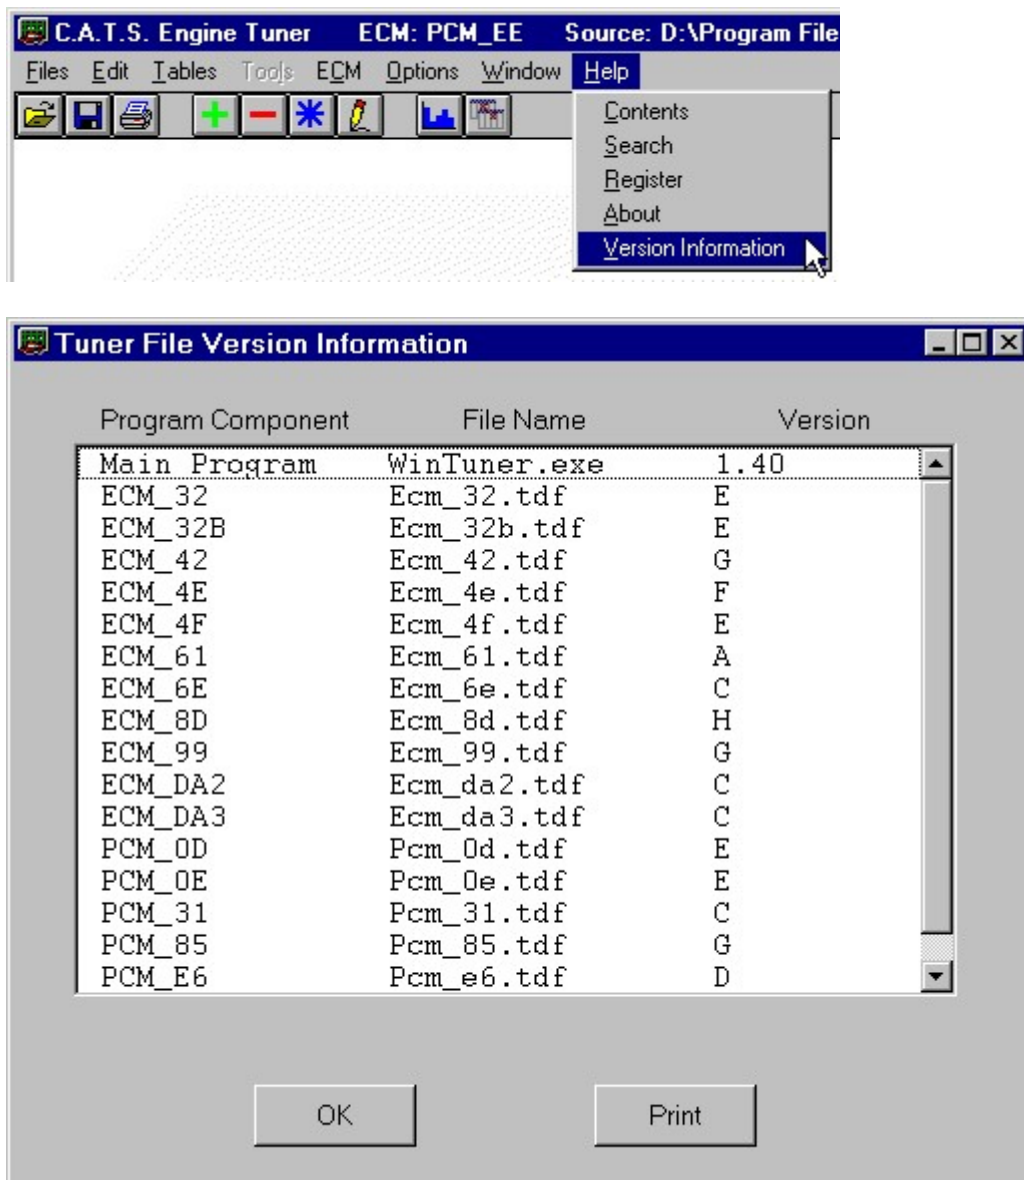 C.A.T.S. Engine Tuner ECM: PCM_EE Source: D:\Program File
Files Edit Tables Tools ECM Options Window Help
Contents
Search
Register
About
Version Information
Tuner File Version Information
Program Component File Name Version
Main Program WinTuner.exe 1.40
ECM_32 Ecm_32.tdf E
ECM_32B Ecm_32b.tdf E
ECM_42 Ecm_42.tdf G
ECM_4E Ecm_4e.tdf F
ECM_4F Ecm_4f.tdf E
ECM_61 Ecm_61.tdf A
ECM_6E Ecm_6e.tdf C
ECM_8D Ecm_8d.tdf H
ECM_99 Ecm_99.tdf G
ECM_DA2 Ecm_da2.tdf C
ECM_DA3 Ecm_da3.tdf C
PCM_0D Pcm_0d.tdf E
PCM_0E Pcm_0e.tdf E
PCM_31 Pcm_31.tdf C
PCM_85 Pcm_85.tdf G
PCM_E6 Pcm_e6.tdf D
OK Print